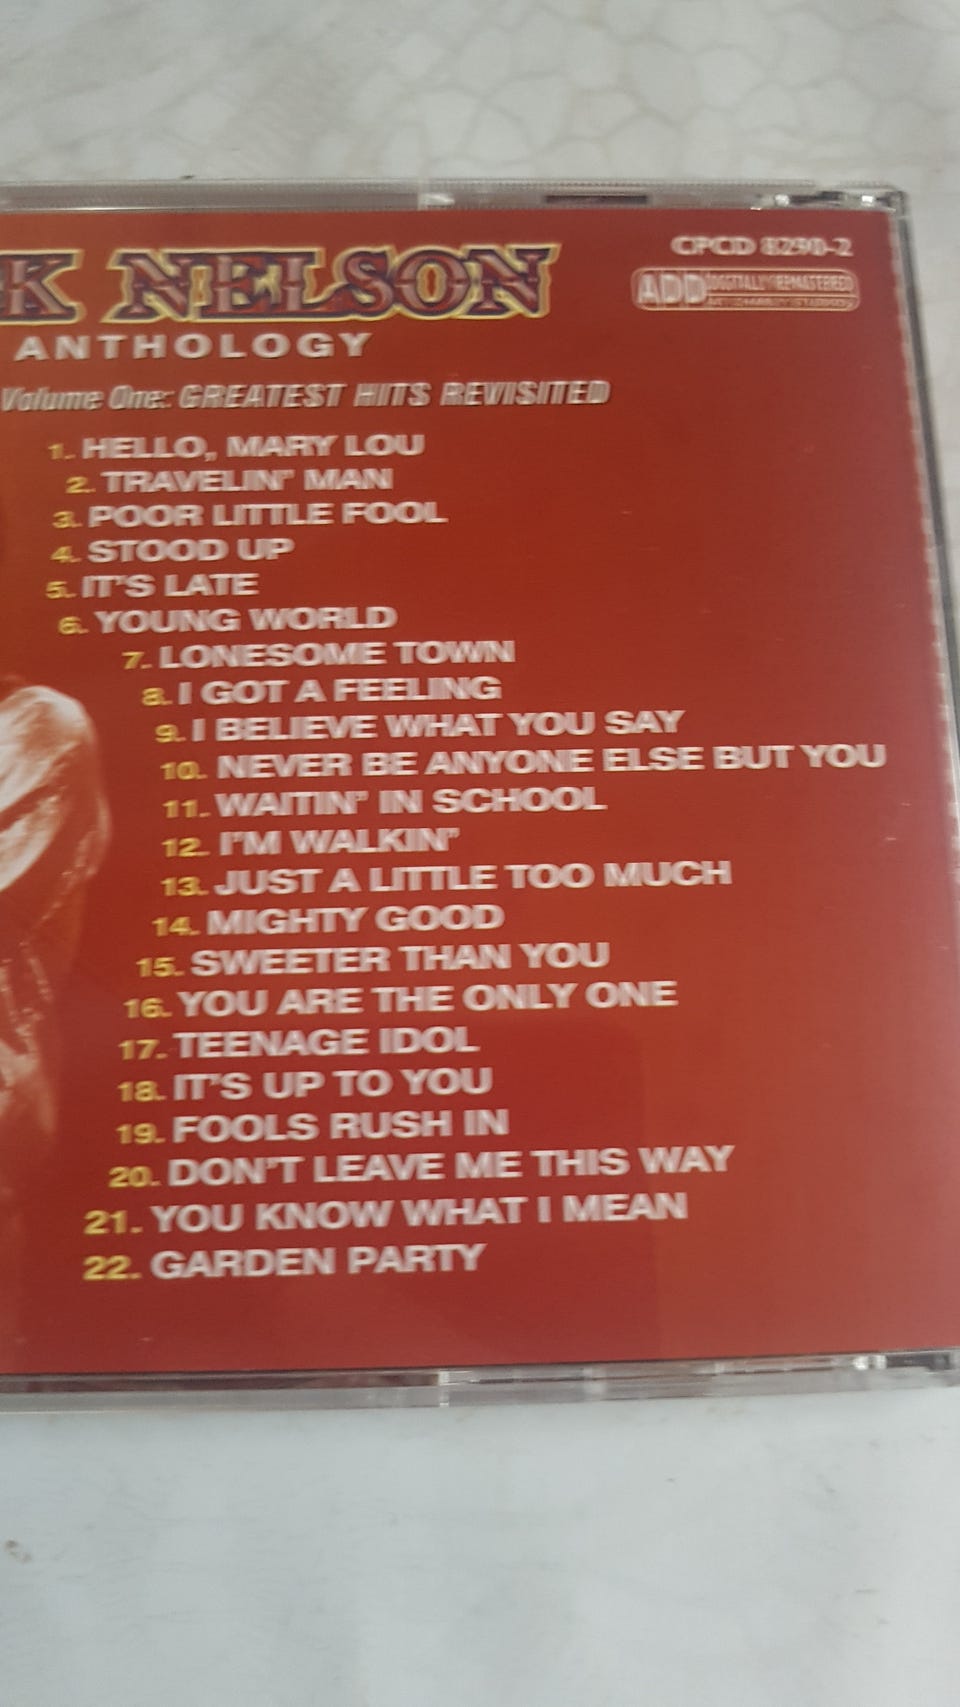 CPCD 8290-2
K NELSON
ADD DIGITALLY REMASTERED
ANTHOLOGY
Volume One: GREATEST HITS REVISITED
1. HELLO, MARY LOU
2. TRAVELIN' MAN
3. POOR LITTLE FOOL
4. STOOD UP
5. IT'S LATE
6. YOUNG WORLD
7. LONESOME TOWN
8. I GOT A FEELING
9. I BELIEVE WHAT YOU SAY
10. NEVER BE ANYONE ELSE BUT YOU
11. WAITIN' IN SCHOOL
12. I'M WALKIN'
13. JUST A LITTLE TOO MUCH
14. MIGHTY GOOD
15. SWEETER THAN YOU
16. YOU ARE THE ONLY ONE
17. TEENAGE IDOL
18. IT'S UP TO YOU
19. FOOLS RUSH IN
20. DON'T LEAVE ME THIS WAY
21. YOU KNOW WHAT I MEAN
22. GARDEN PARTY